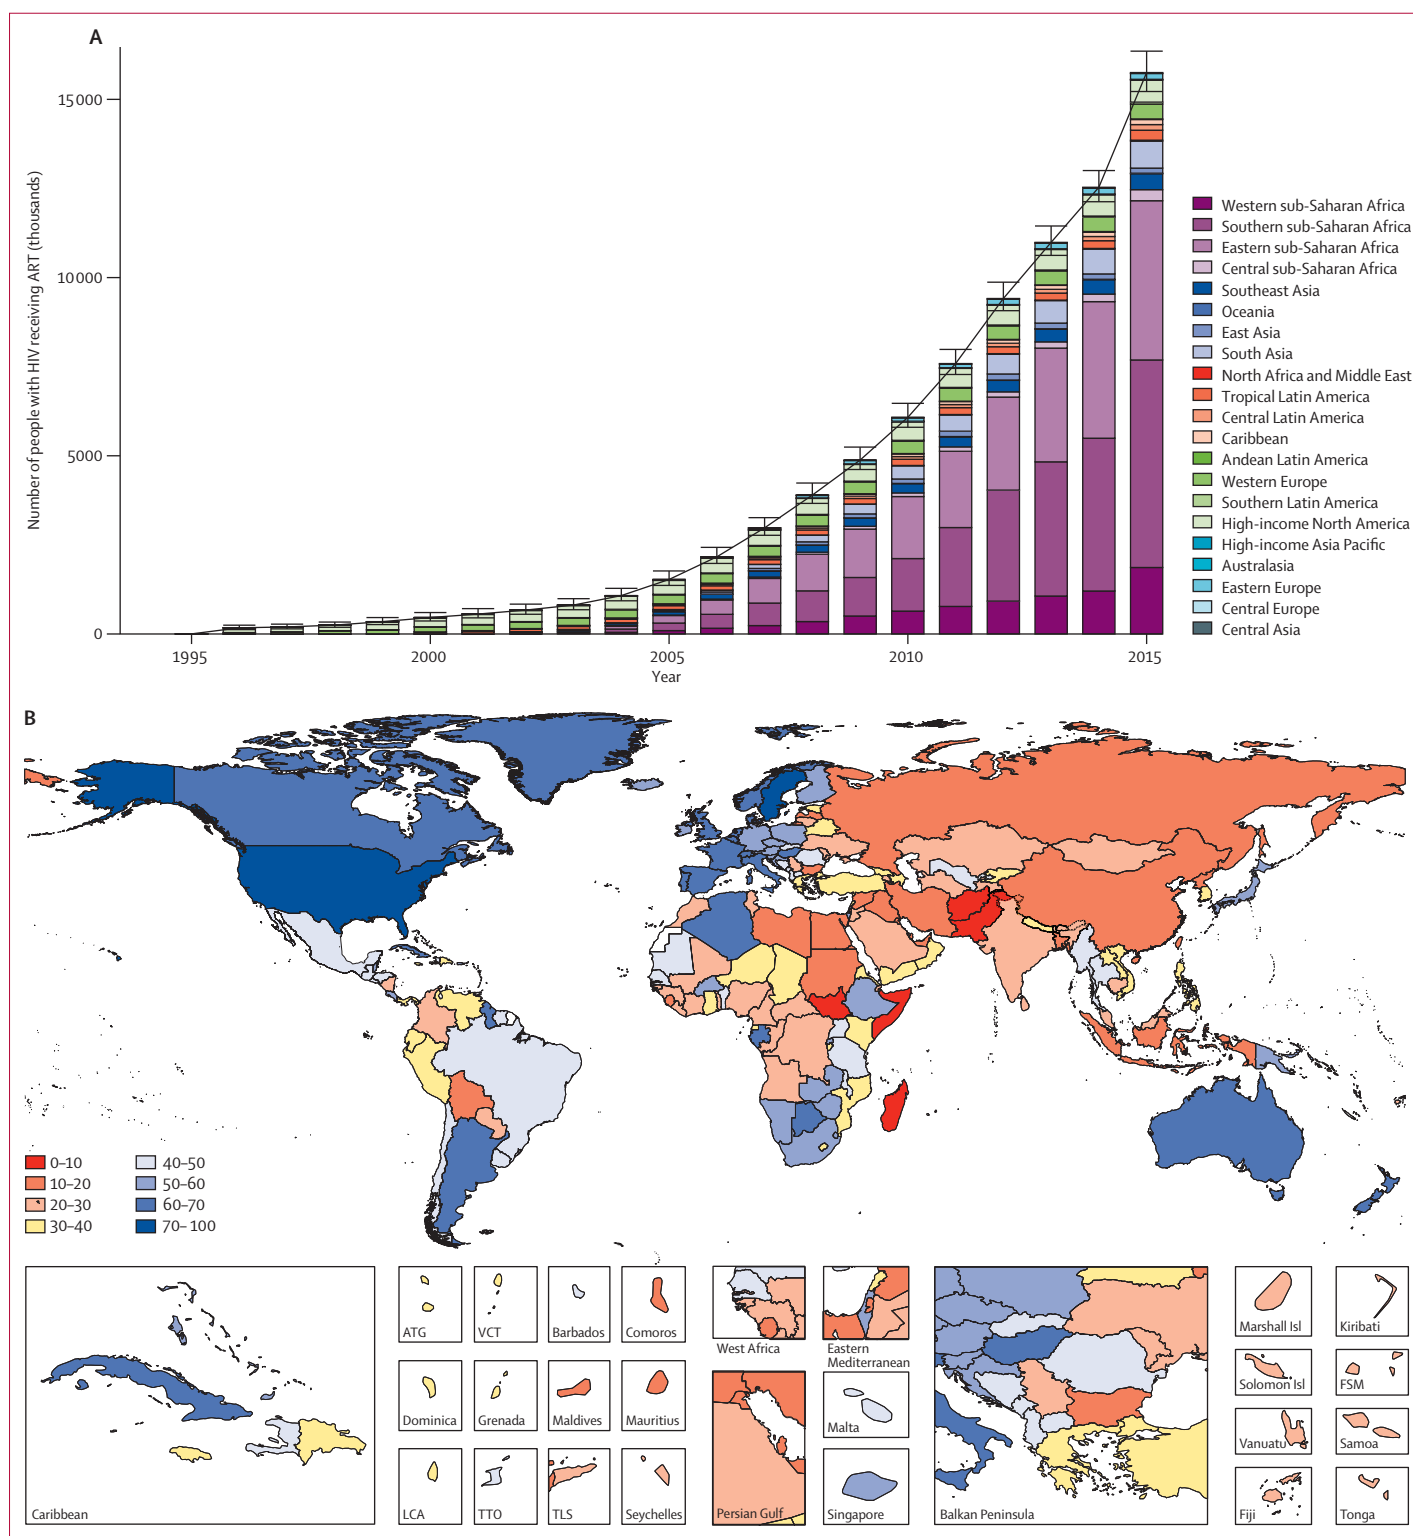 A
Number of people with HIV receiving ART (thousands)
15000
10000
5000
0
1995
2000
2005
2010
2015
Year
Western sub-Saharan Africa
Southern sub-Saharan Africa
Eastern sub-Saharan Africa
Central sub-Saharan Africa
Southeast Asia
Oceania
East Asia
South Asia
North Africa and Middle East
Tropical Latin America
Central Latin America
Caribbean
Andean Latin America
Western Europe
Southern Latin America
High-income North America
High-income Asia Pacific
Australasia
Eastern Europe
Central Europe
Central Asia
B
0–10
10–20
20–30
30–40
40–50
50–60
60–70
70–100
Caribbean
ATG
VCT
Barbados
Comoros
Dominica
Grenada
Maldives
Mauritius
LCA
TTO
TLS
Seychelles
West Africa
Eastern
Mediterranean
Persian Gulf
Malta
Singapore
Balkan Peninsula
Marshall Isl
Kiribati
Solomon Isl
FSM
Vanuatu
Samoa
Fiji
Tonga